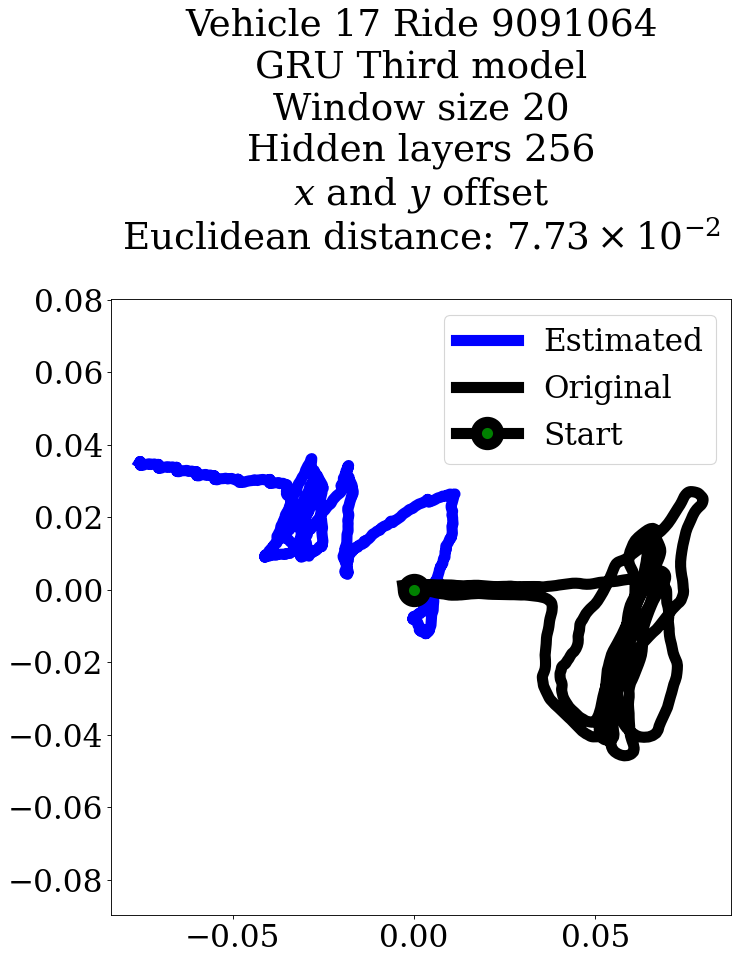 Vehicle 17 Ride 9091064
GRU Third model
Window size 20
Hidden layers 256
x and y offset
Euclidean distance: 7.73 × 10⁻²
Estimated
Original
Start
0.08
0.06
0.04
0.02
0.00
−0.02
−0.04
−0.06
−0.08
−0.05 0.00 0.05